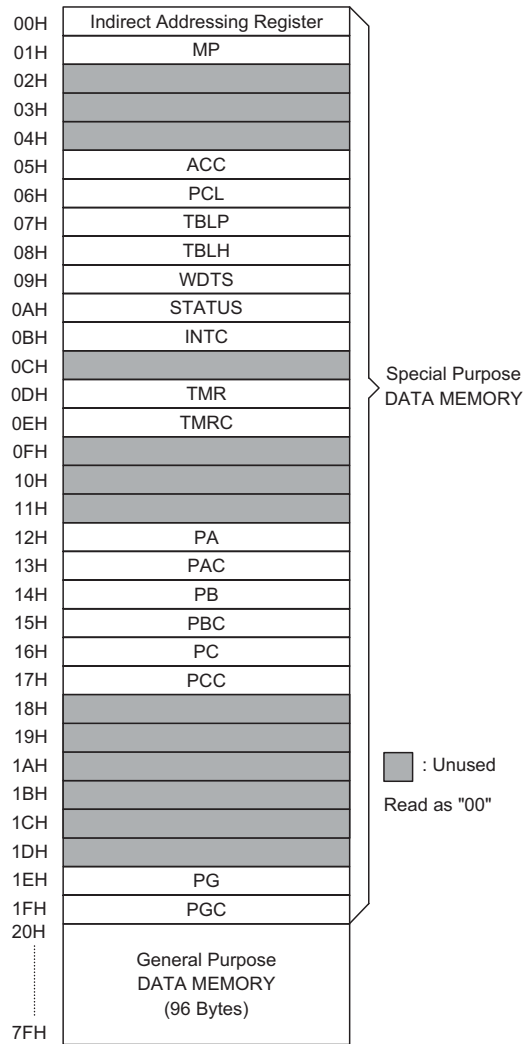 00H Indirect Addressing Register
01H MP
02H
03H
04H
05H ACC
06H PCL
07H TBLP
08H TBLH
09H WDTS
0AH STATUS
0BH INTC
0CH
0DH TMR
0EH TMRC
0FH
10H
11H
12H PA
13H PAC
14H PB
15H PBC
16H PC
17H PCC
18H
19H
1AH
1BH
1CH
1DH
1EH PG
1FH PGC
20H
General Purpose
DATA MEMORY
(96 Bytes)
7FH
Special Purpose
DATA MEMORY
: Unused
Read as "00"